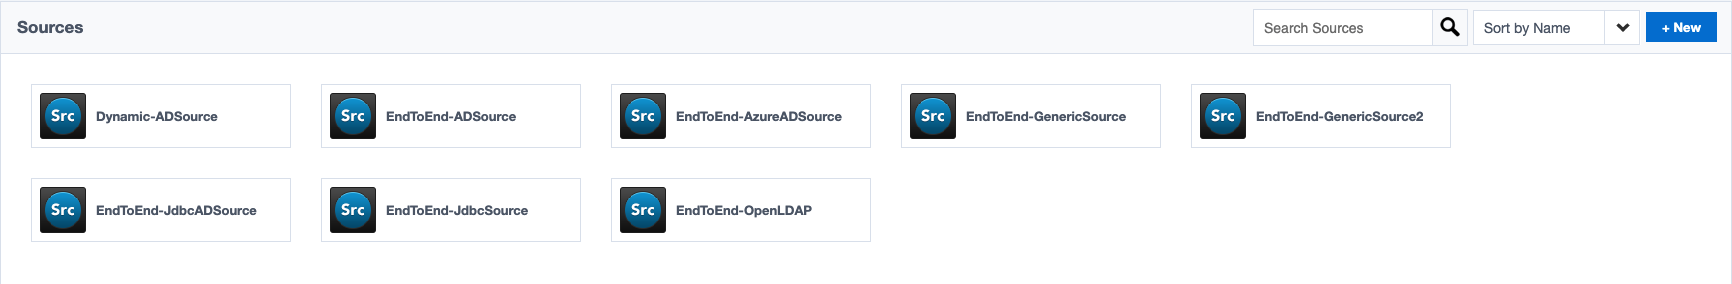 Sources
Search Sources
Sort by Name
+ New
Src Dynamic-ADSource
Src EndToEnd-ADSource
Src EndToEnd-AzureADSource
Src EndToEnd-GenericSource
Src EndToEnd-GenericSource2
Src EndToEnd-JdbcADSource
Src EndToEnd-JdbcSource
Src EndToEnd-OpenLDAP